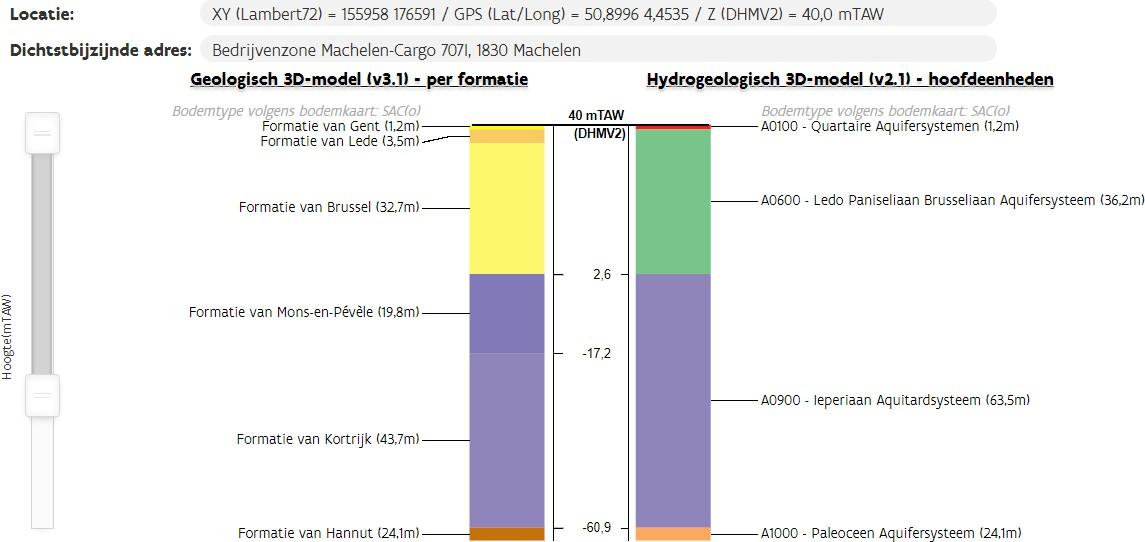 Locatie: XY (Lambert72) = 155958 176591 / GPS (Lat/Long) = 50,8996 4,4535 / Z (DHMV2) = 40,0 mTAW
Dichtstbijzijnde adres: Bedrijvenzone Machelen-Cargo 707I, 1830 Machelen
Geologisch 3D-model (v3.1) - per formatie
Hydrogeologisch 3D-model (v2.1) - hoofdeenheden
Bodemtype volgens bodemkaart: SAC(o)
Bodemtype volgens bodemkaart: SAC(o)
40 mTAW
(DHMV2)
Formatie van Gent (1,2m)
A0100 - Quartaire Aquifersystemen (1,2m)
Formatie van Lede (3,5m)
Formatie van Brussel (32,7m)
A0600 - Ledo Paniseliaan Brusseliaan Aquifersysteem (36,2m)
2,6
Formatie van Mons-en-Pévèle (19,8m)
Hoogte(mTAW)
-17,2
A0900 - Ieperiaan Aquitardsysteem (63,5m)
Formatie van Kortrijk (43,7m)
-60,9
Formatie van Hannut (24,1m)
A1000 - Paleoceen Aquifersysteem (24,1m)